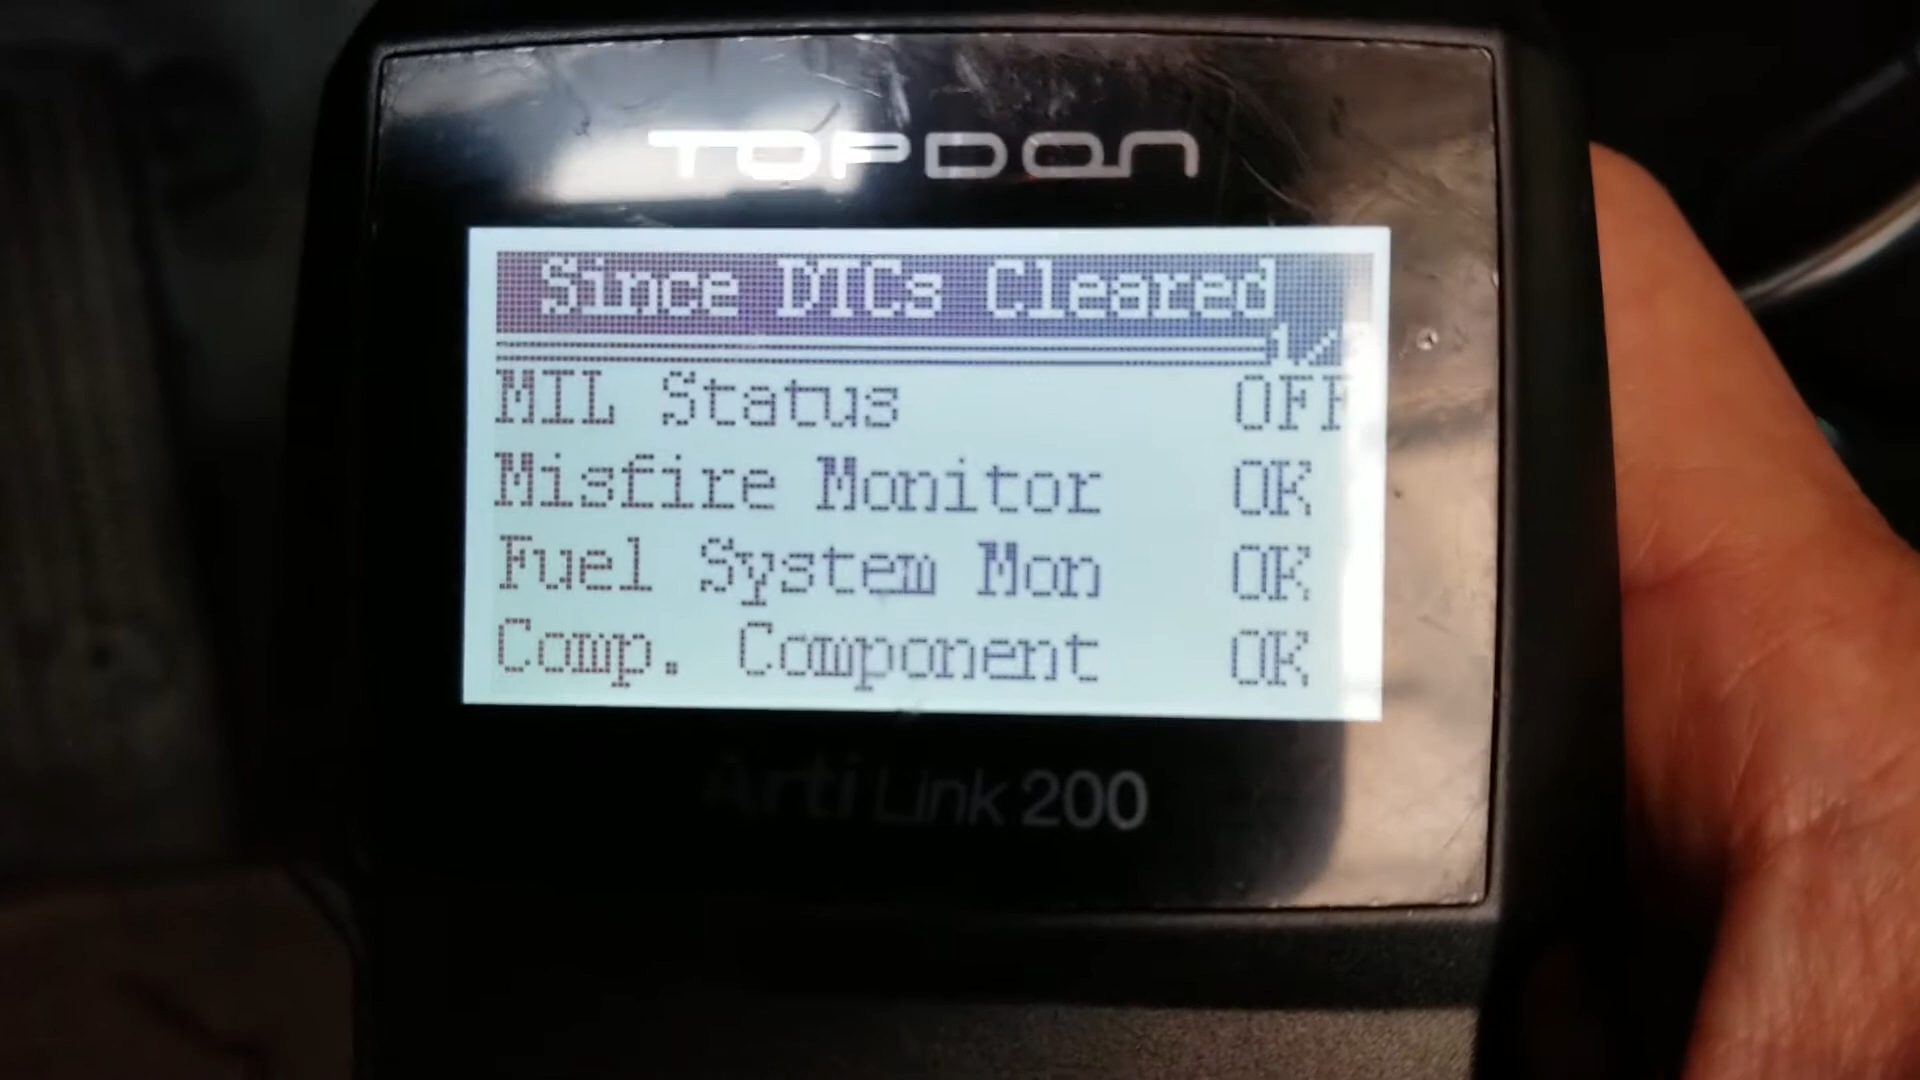 TOPDON
Since DTCs Cleared
MIL Status OFF
Misfire Monitor OK
Fuel System Mon OK
Comp. Component OK
Arti Link 200